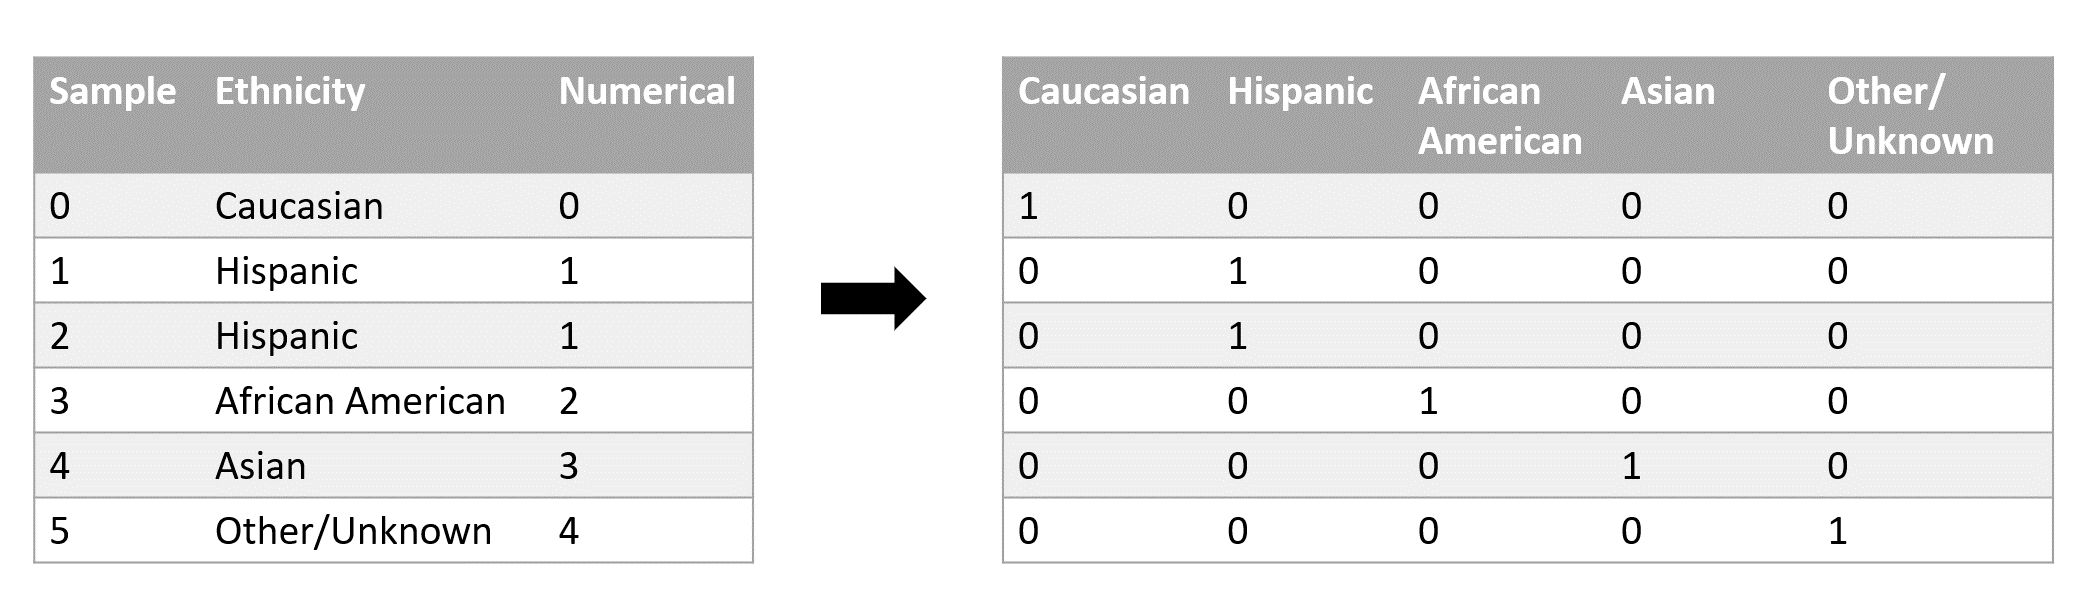 Sample Ethnicity Numerical
0 Caucasian 0
1 Hispanic 1
2 Hispanic 1
3 African American 2
4 Asian 3
5 Other/Unknown 4
Caucasian Hispanic African Asian Other/
American Unknown
1 0 0 0 0
0 1 0 0 0
0 1 0 0 0
0 0 1 0 0
0 0 0 1 0
0 0 0 0 1